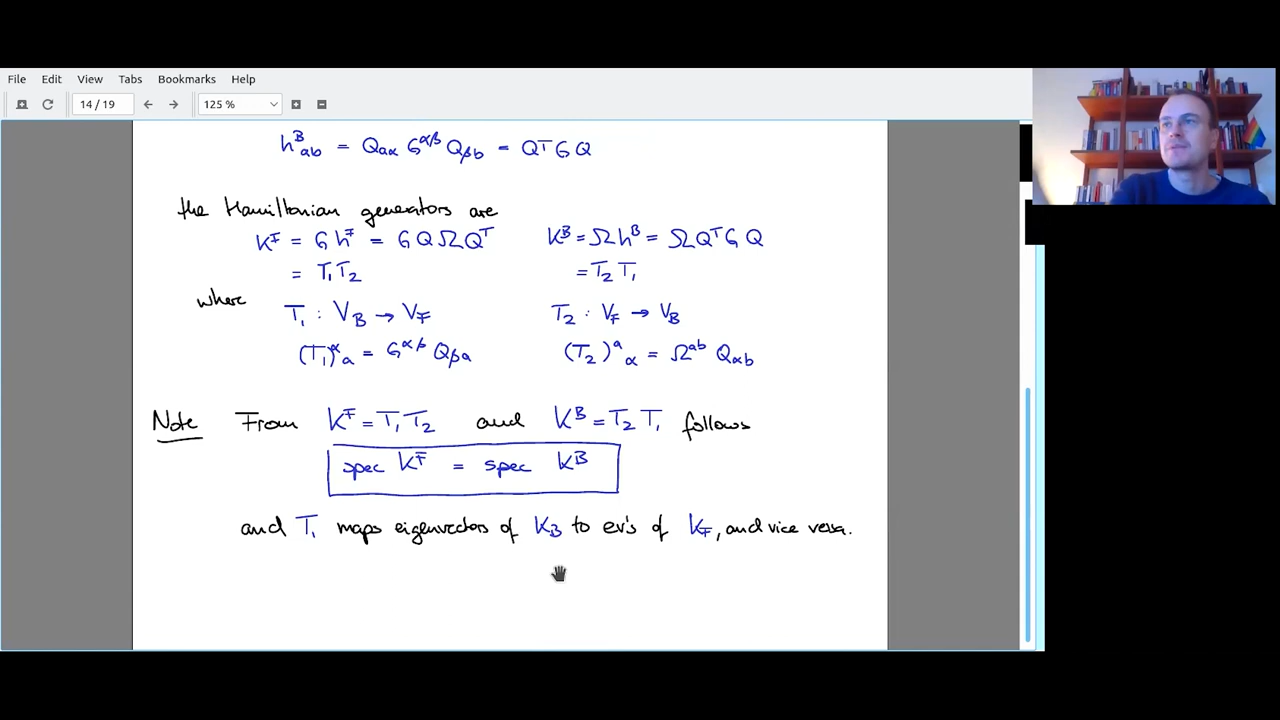 File Edit View Tabs Bookmarks Help
14 / 19 125 %
h^B_ab = Q_aα G^αβ Q_βb = Q^T G Q
the Hamiltonian generators are
K^F = G h^F = G Q Ω Q^T K^B = Ω h^B = Ω Q^T G Q
= T_1 T_2 = T_2 T_1
where T_1 : V_B → V_F T_2 : V_F → V_B
(T_1)^α_a = G^αβ Q_βa (T_2)^a_α = Ω^ab Q_αb
Note From K^F = T_1 T_2 and K^B = T_2 T_1 follows
spec K^F = spec K^B
and T_1 maps eigenvectors of K_B to ev's of K_F, and vice versa.